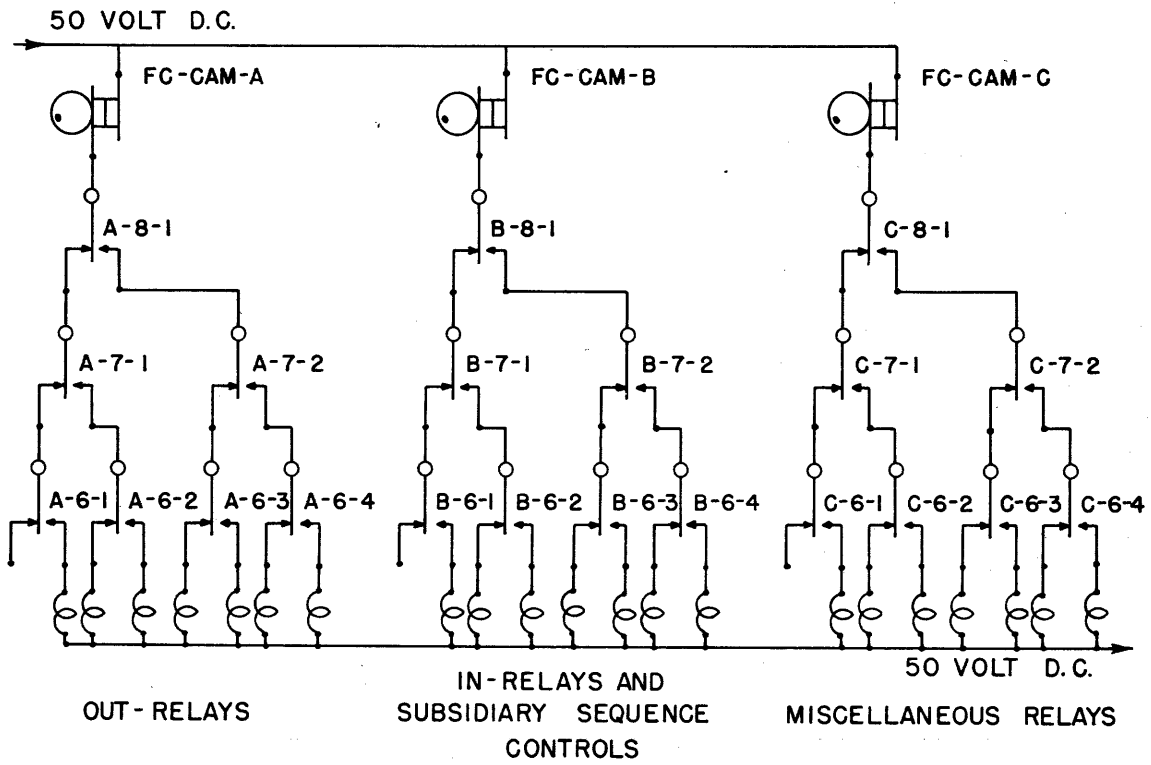 50 VOLT D.C.
FC-CAM-A
FC-CAM-B
FC-CAM-C
A-8-1
B-8-1
C-8-1
A-7-1
A-7-2
B-7-1
B-7-2
C-7-1
C-7-2
A-6-1
A-6-2
A-6-3
A-6-4
B-6-1
B-6-2
B-6-3
B-6-4
C-6-1
C-6-2
C-6-3
C-6-4
50 VOLT D.C.
OUT-RELAYS
IN-RELAYS AND
SUBSIDIARY SEQUENCE
CONTROLS
MISCELLANEOUS RELAYS